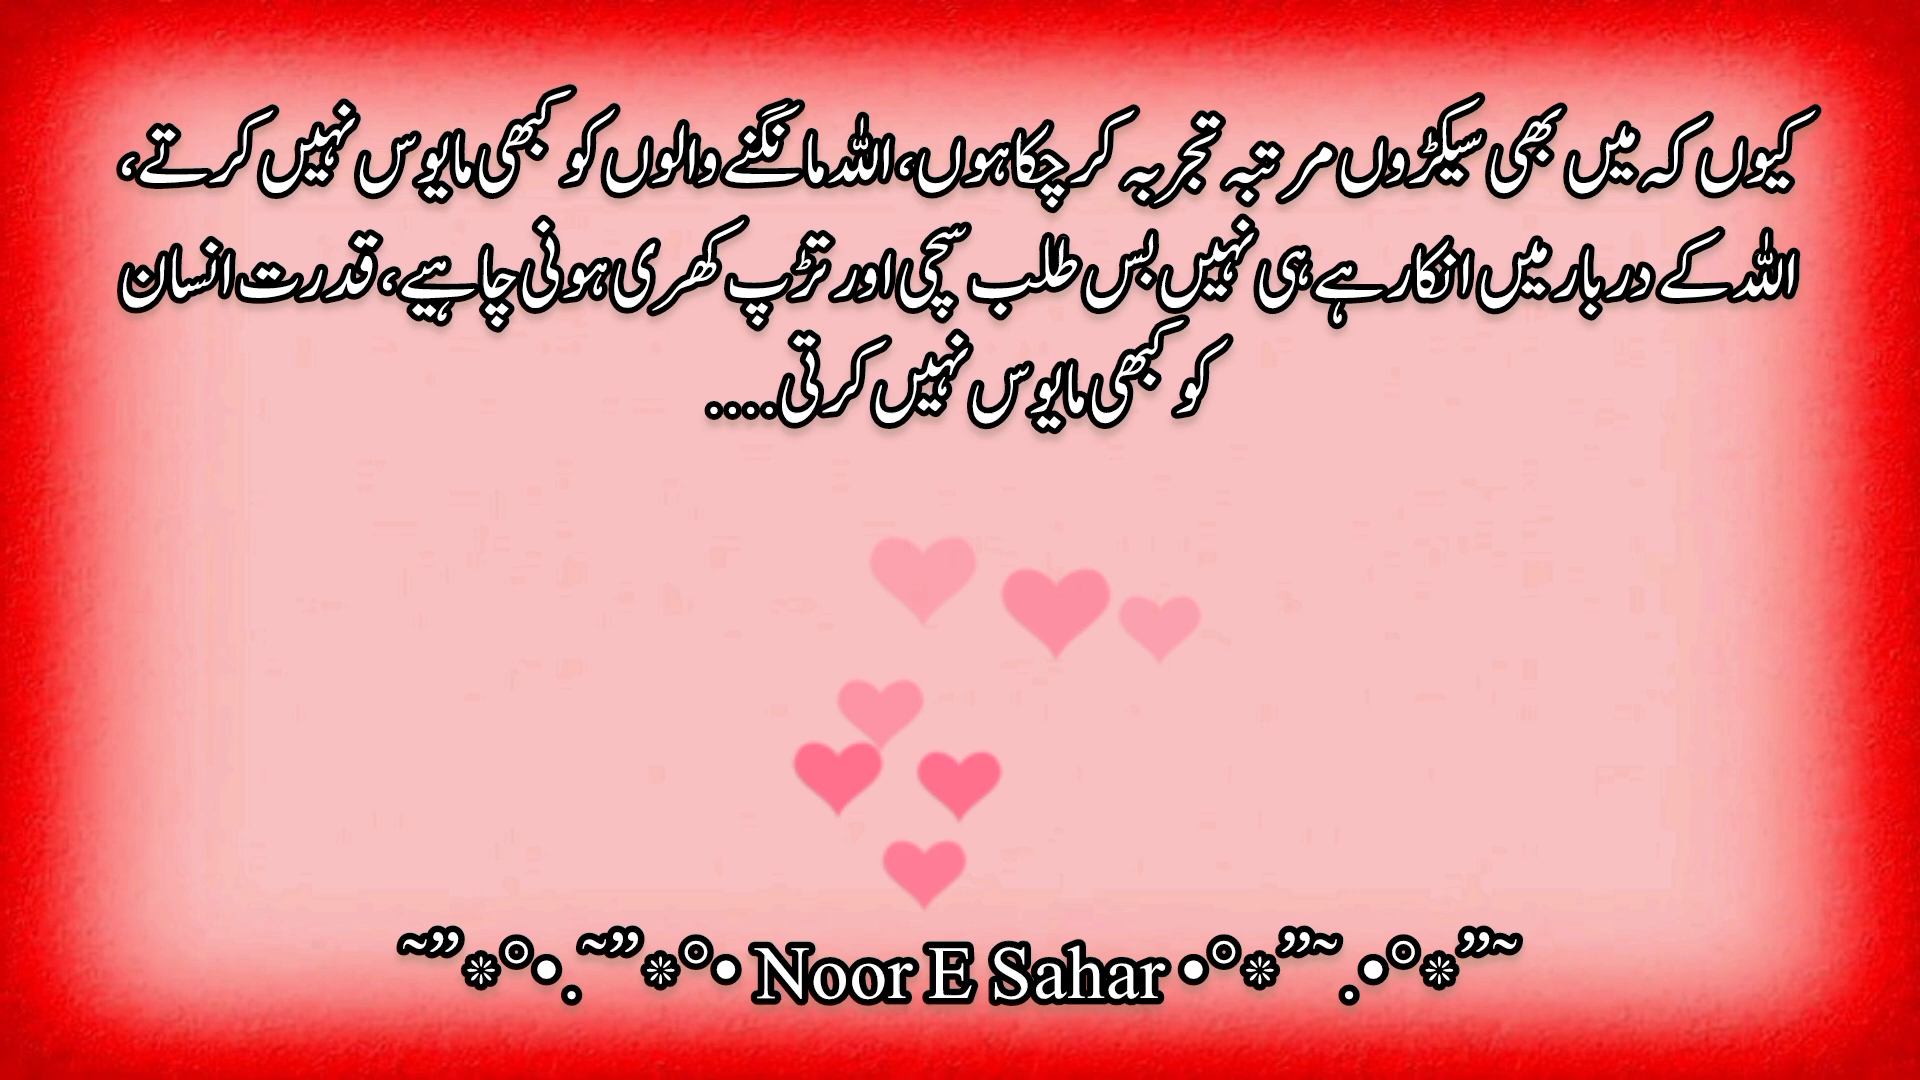 کیوں کہ میں بھی سیکڑوں مرتبہ تجربہ کر چکا ہوں، اللہ مانگنے والوں کو کبھی مایوس نہیں کرتے،
اللہ کے دربار میں انکار ہے ہی نہیں بس طلب سچی اور تڑپ کھری ہونی چاہیے، قدرت انسان
کو کبھی مایوس نہیں کرتی....
~”*°•.~”*°• Noor E Sahar •°*”~.•°*”~